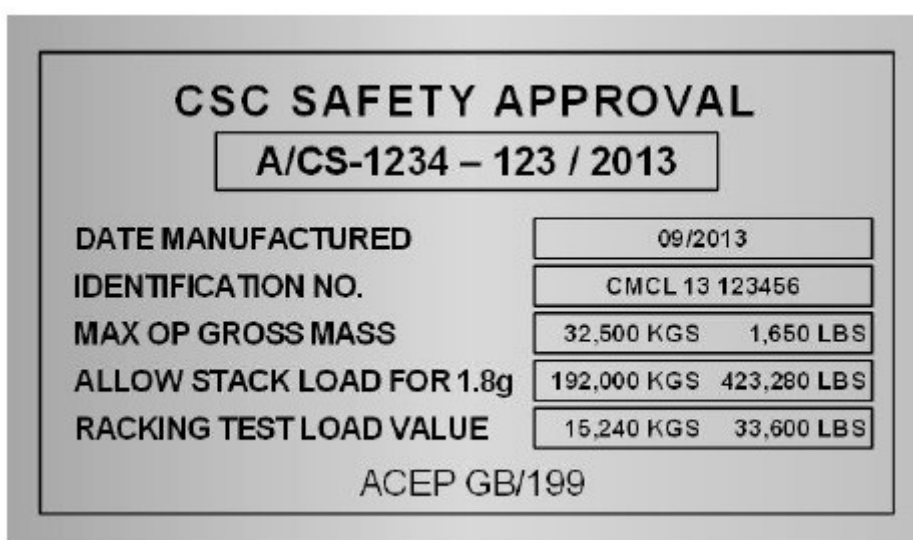 CSC SAFETY APPROVAL
A/CS-1234 – 123 / 2013
DATE MANUFACTURED 09/2013
IDENTIFICATION NO. CMCL 13 123456
MAX OP GROSS MASS 32,500 KGS 1,650 LBS
ALLOW STACK LOAD FOR 1.8g 192,000 KGS 423,280 LBS
RACKING TEST LOAD VALUE 15,240 KGS 33,600 LBS
ACEP GB/199